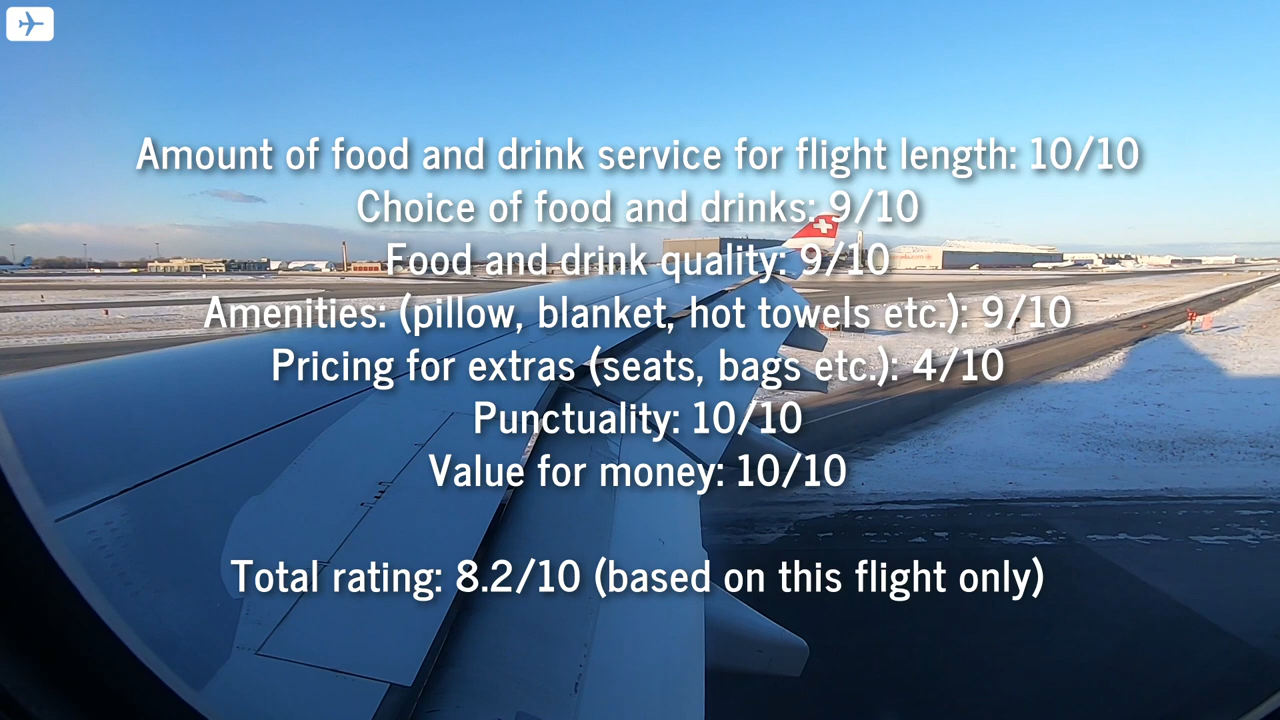 Amount of food and drink service for flight length: 10/10
Choice of food and drinks: 9/10
Food and drink quality: 9/10
Amenities: (pillow, blanket, hot towels etc.): 9/10
Pricing for extras (seats, bags etc.): 4/10
Punctuality: 10/10
Value for money: 10/10
Total rating: 8.2/10 (based on this flight only)